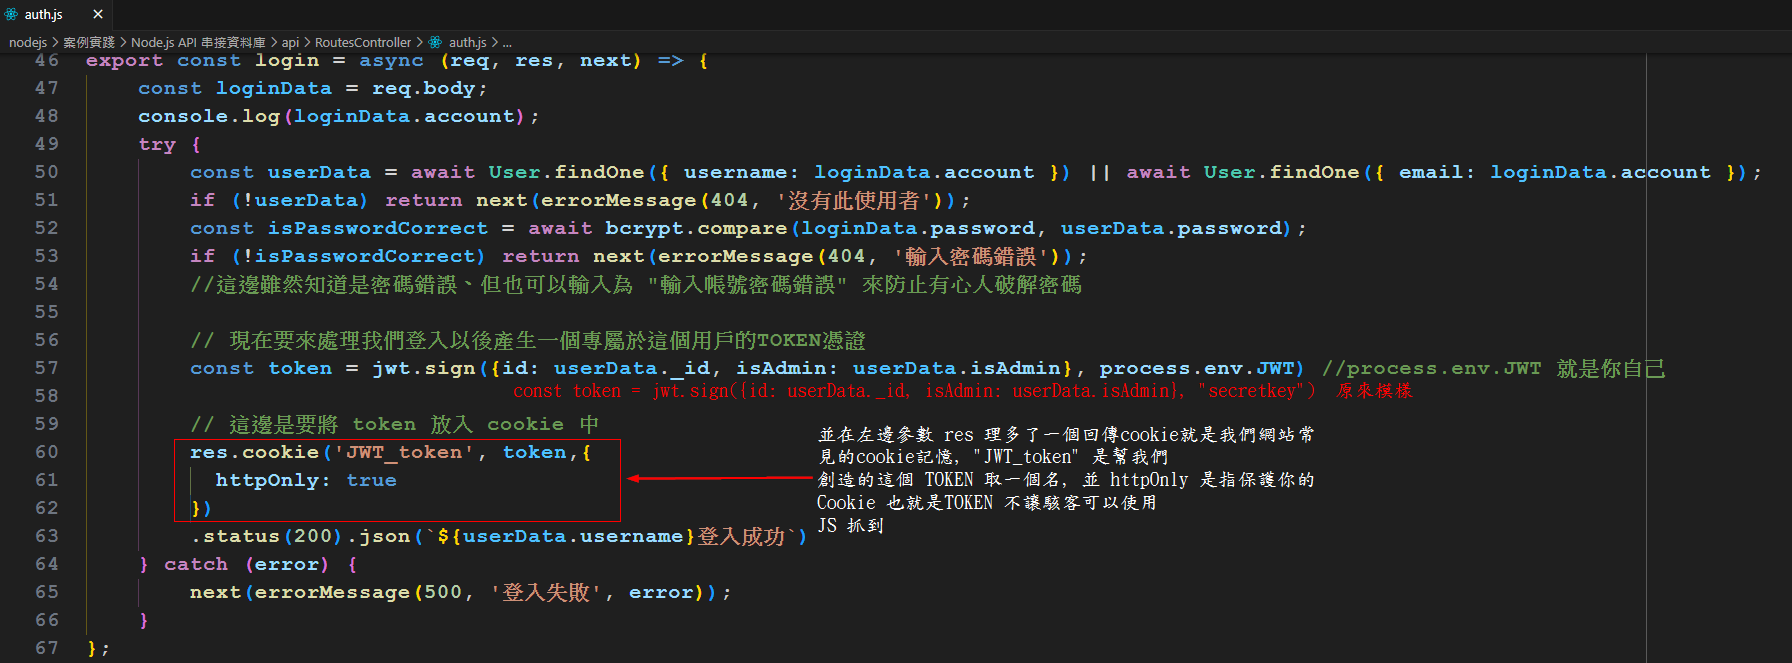 auth.js
nodejs > 案例實踐 > Node.js API 串接資料庫 > api > RoutesController > auth.js > ...
46 export const login = async (req, res, next) => {
47 const loginData = req.body;
48 console.log(loginData.account);
49 try {
50 const userData = await User.findOne({ username: loginData.account }) || await User.findOne({ email: loginData.account });
51 if (!userData) return next(errorMessage(404, '沒有此使用者'));
52 const isPasswordCorrect = await bcrypt.compare(loginData.password, userData.password);
53 if (!isPasswordCorrect) return next(errorMessage(404, '輸入密碼錯誤'));
54 //這邊雖然知道是密碼錯誤、但也可以輸入為 "輸入帳號密碼錯誤" 來防止有心人破解密碼
55
56 // 現在要來處理我們登入以後產生一個專屬於這個用戶的TOKEN憑證
57 const token = jwt.sign({id: userData._id, isAdmin: userData.isAdmin}, process.env.JWT) //process.env.JWT 就是你自己
58 const token = jwt.sign({id: userData._id, isAdmin: userData.isAdmin}, "secretkey") 原來模樣
59 // 這邊是要將 token 放入 cookie 中
60 res.cookie('JWT_token', token,{
61 httpOnly: true
62 })
63 .status(200).json(`${userData.username}登入成功`)
64 } catch (error) {
65 next(errorMessage(500, '登入失敗', error));
66 }
67 };
並在左邊參數 res 理多了一個回傳cookie就是我們網站常
見的cookie記憶, "JWT_token" 是幫我們
創造的這個 TOKEN 取一個名, 並 httpOnly 是指保護你的
Cookie 也就是TOKEN 不讓駭客可以使用
JS 抓到